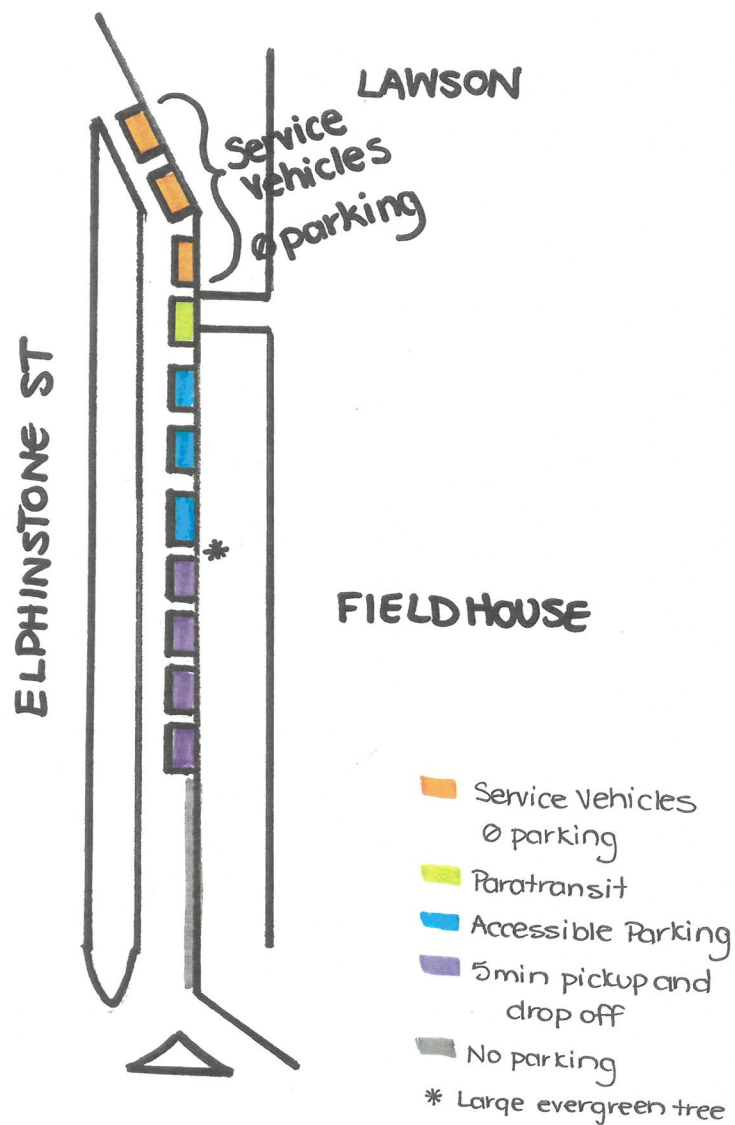 LAWSON
Service
vehicles
Ø parking
ELPHINSTONE ST
FIELDHOUSE
Service Vehicles
Ø parking
Paratransit
Accessible Parking
5min pickup and
drop off
No parking
* Large evergreen tree